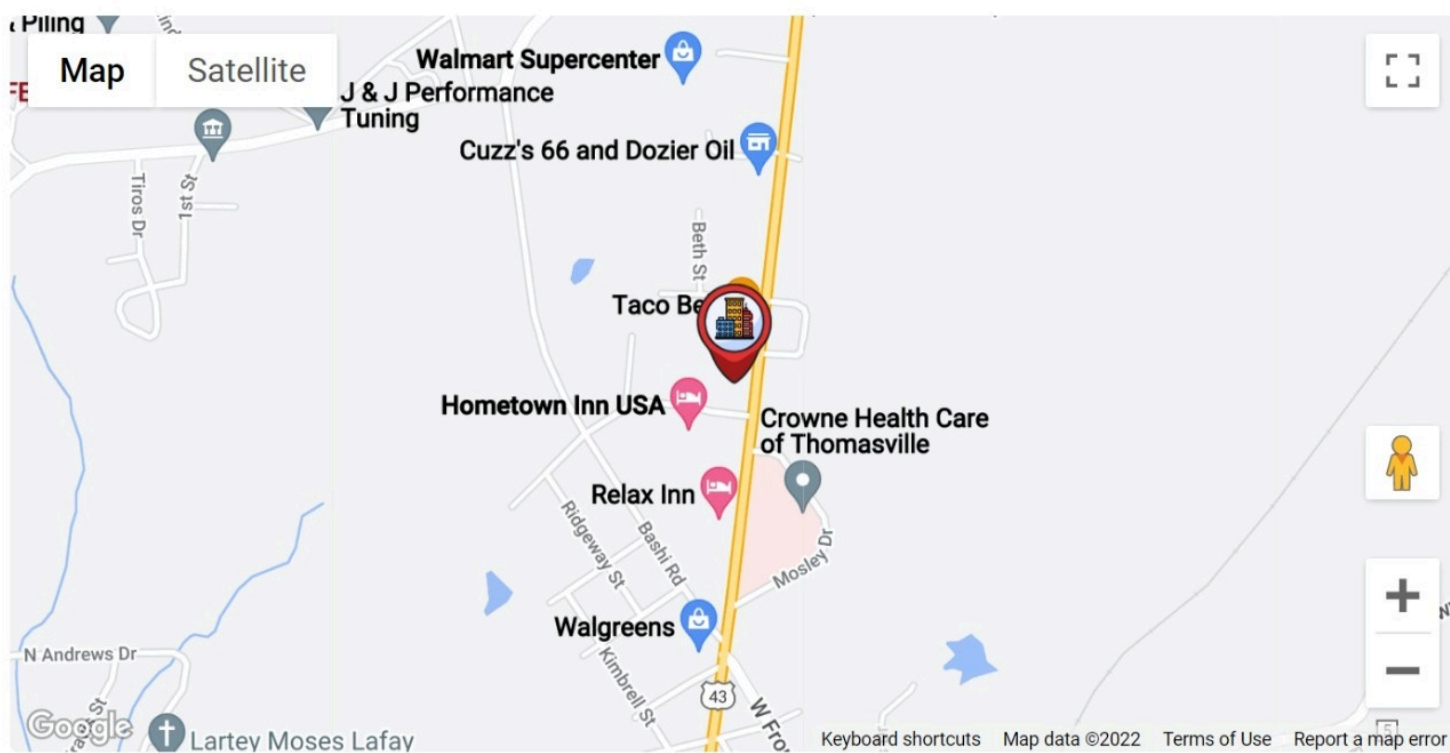 & Piling
Map
Satellite
Walmart Supercenter
J & J Performance
Tuning
Cuzz's 66 and Dozier Oil
Tiros Dr
1st St
Beth St
Taco Be
Hometown Inn USA
Crowne Health Care
of Thomasville
Relax Inn
Ridgeway St
Bashi Rd
Mosley Dr
Walgreens
N Andrews Dr
Kimbrell St
43
W Fro
Google
Lartey Moses Lafay
5
Keyboard shortcuts
Map data ©2022
Terms of Use
Report a map error